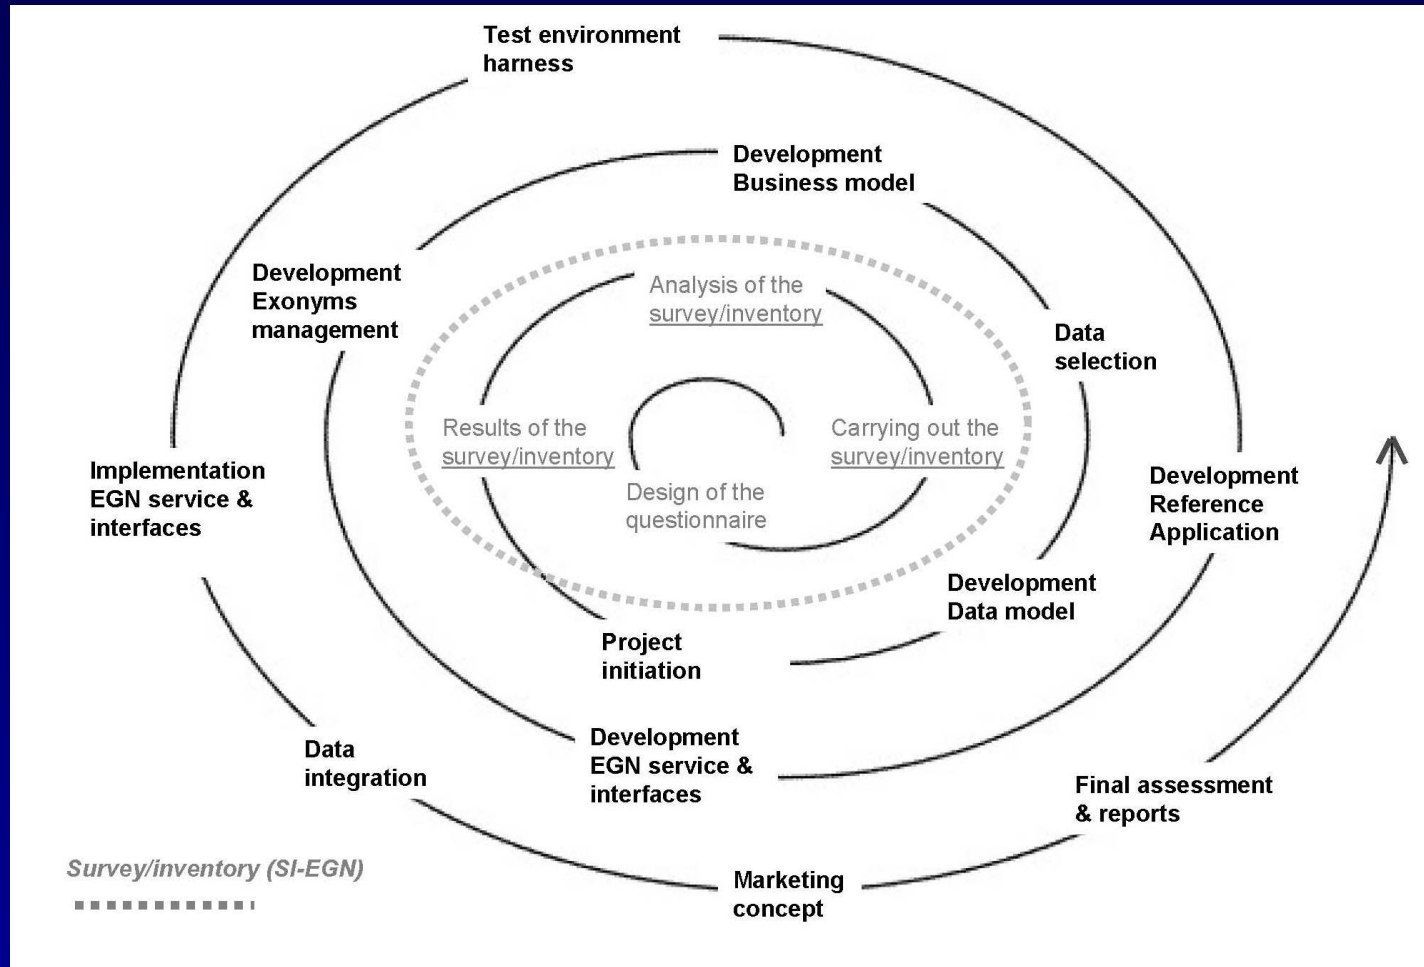 Test environment
harness
Development
Business model
Development
Exonyms
management
Analysis of the
survey/inventory
Data
selection
Results of the
survey/inventory
Carrying out the
survey/inventory
Implementation
EGN service &
interfaces
Design of the
questionnaire
Development
Reference
Application
Development
Data model
Project
initiation
Data
integration
Development
EGN service &
interfaces
Final assessment
& reports
Survey/inventory (SI-EGN)
Marketing
concept